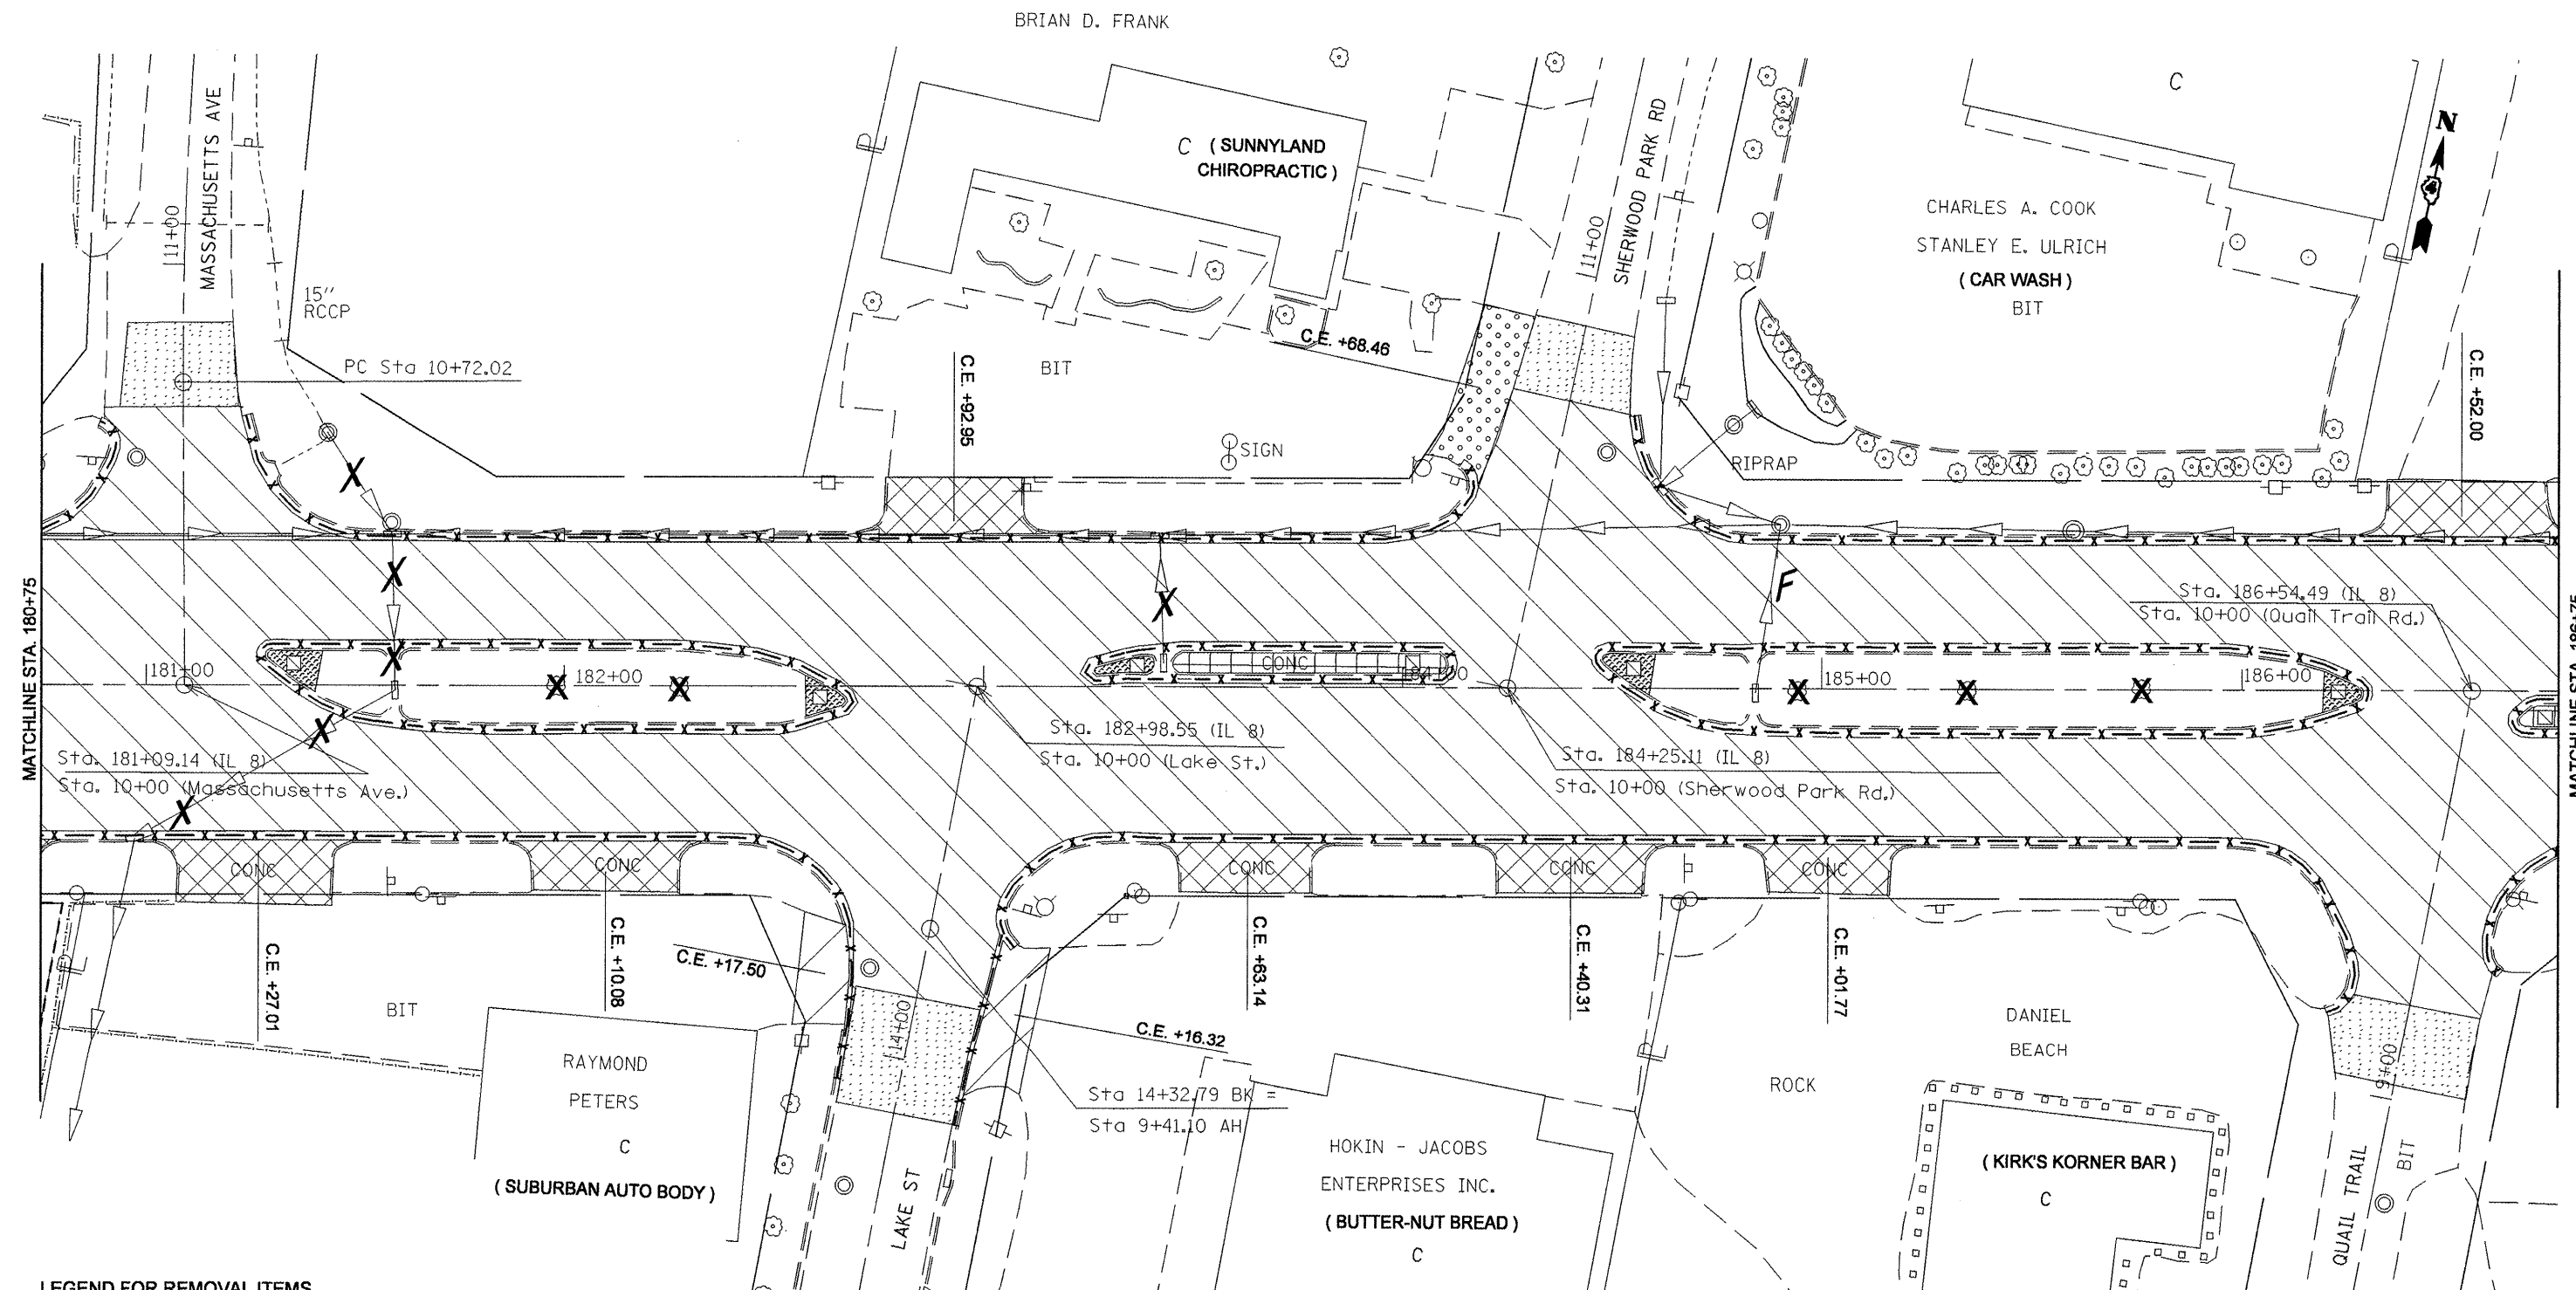 BRIAN D. FRANK
MASSACHUSETTS AVE
11+00
15"
RCCP
PC Sta 10+72.02
C ( SUNNYLAND
CHIROPRACTIC )
BIT
C.E. +92.95
C.E. +68.46
SIGN
11+00
SHERWOOD PARK RD
C
N
CHARLES A. COOK
STANLEY E. ULRICH
( CAR WASH )
BIT
RIPRAP
C.E. +52.00
X
X
X
X
X
X
X
X
F
X
X
X
MATCHLINE STA. 180+75
181+00
182+00
CONC
185+00
186+00
Sta. 186+54.49 (IL 8)
Sta. 10+00 (Quail Trail Rd.)
MATCHLINE STA. 186+75
Sta. 181+09.14 (IL 8)
Sta. 10+00 (Massachusetts Ave.)
Sta. 182+98.55 (IL 8)
Sta. 10+00 (Lake St.)
Sta. 184+25.11 (IL 8)
Sta. 10+00 (Sherwood Park Rd.)
CONC
CONC
CONC
CONC
CONC
C.E. +27.01
C.E. +10.08
C.E. +17.50
C.E. +63.14
C.E. +40.31
C.E. +01.77
BIT
RAYMOND
PETERS
C
( SUBURBAN AUTO BODY )
14+00
LAKE ST
C.E. +16.32
Sta 14+32.79 BK =
Sta 9+41.10 AH
HOKIN - JACOBS
ENTERPRISES INC.
( BUTTER-NUT BREAD )
C
ROCK
DANIEL
BEACH
( KIRK'S KORNER BAR )
C
9+00
QUAIL TRAIL
BIT
LEGEND FOR REMOVAL ITEMS